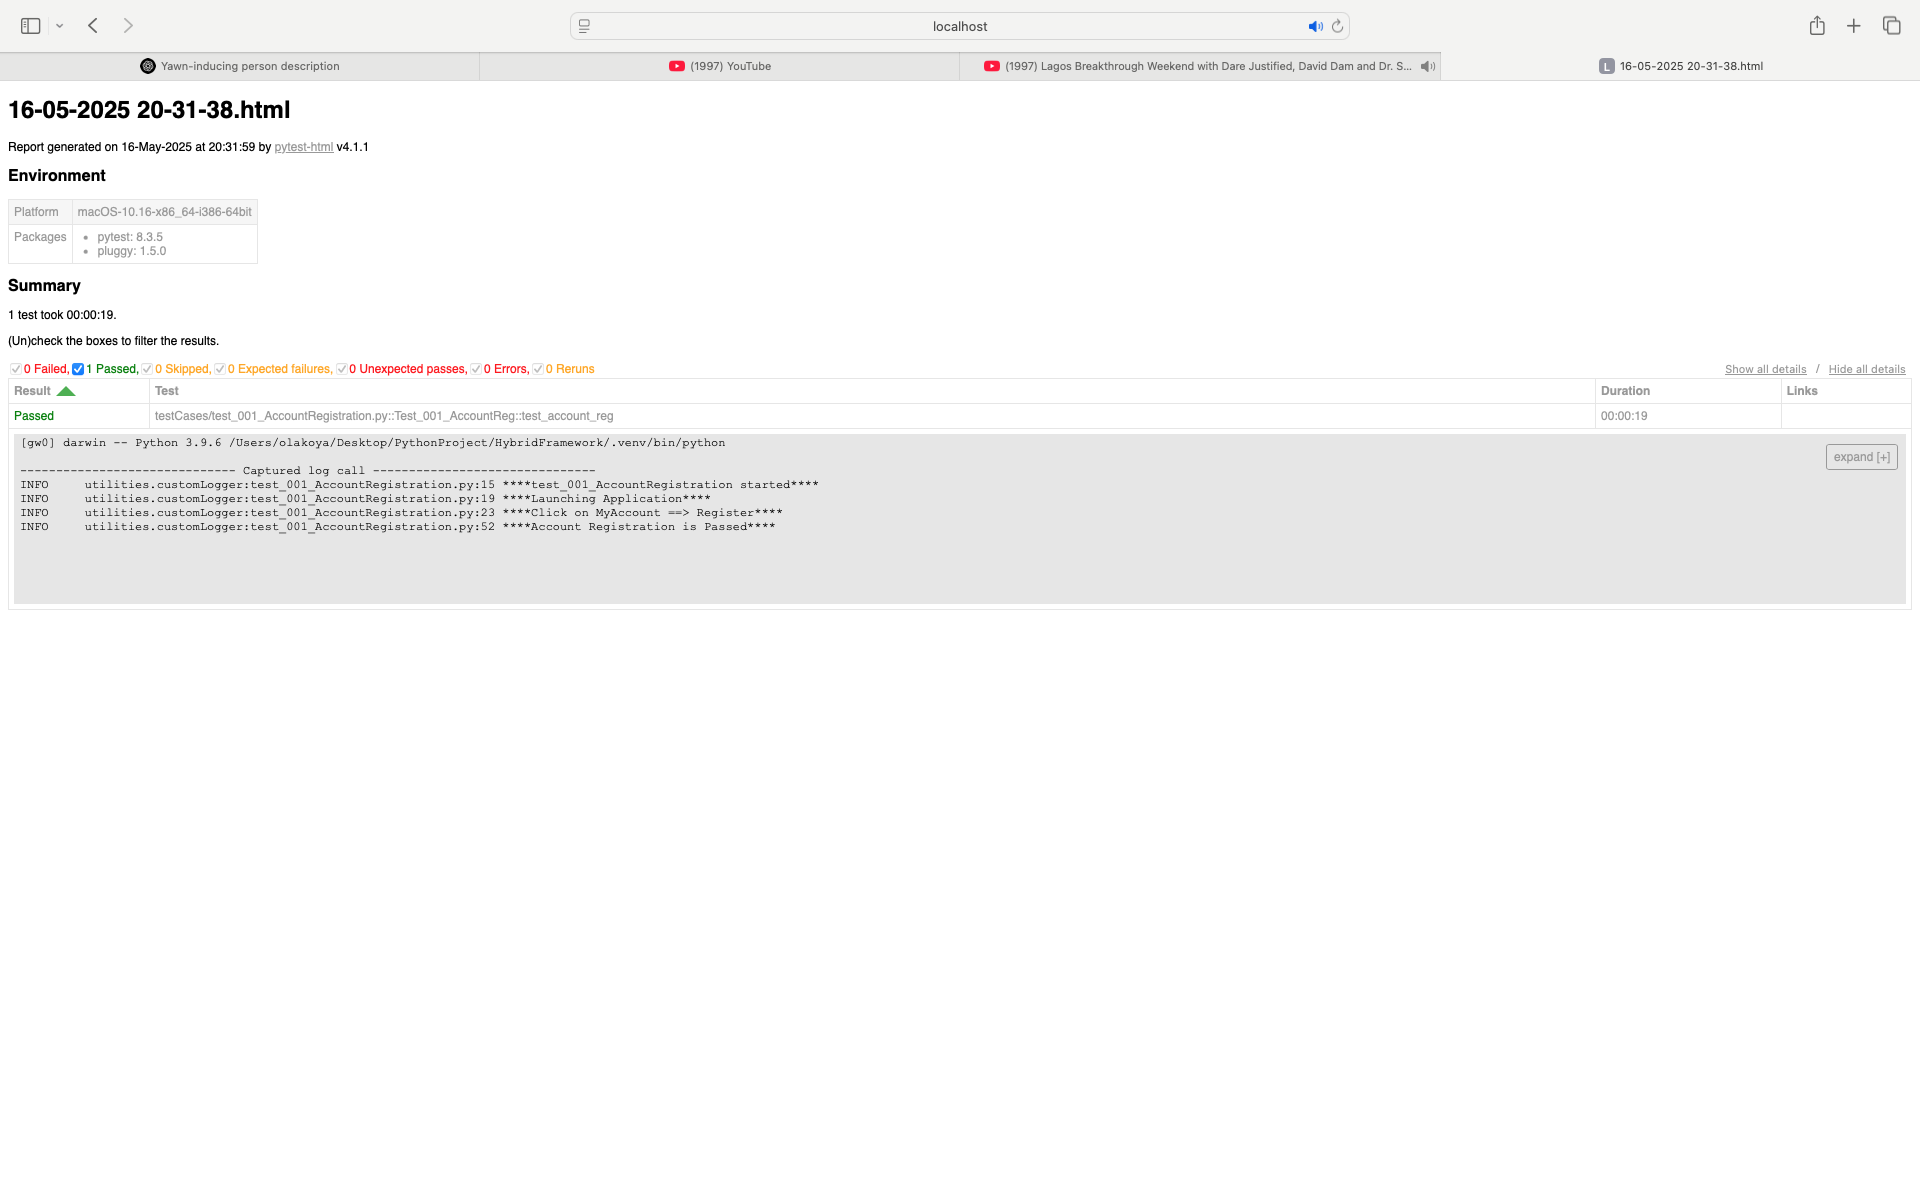 localhost
Yawn-inducing person description
(1997) YouTube
(1997) Lagos Breakthrough Weekend with Dare Justified, David Dam and Dr. S...
L 16-05-2025 20-31-38.html
16-05-2025 20-31-38.html
Report generated on 16-May-2025 at 20:31:59 by pytest-html v4.1.1
Environment
Platform macOS-10.16-x86_64-i386-64bit
Packages
• pytest: 8.3.5
• pluggy: 1.5.0
Summary
1 test took 00:00:19.
(Un)check the boxes to filter the results.
0 Failed, 1 Passed, 0 Skipped, 0 Expected failures, 0 Unexpected passes, 0 Errors, 0 Reruns
Show all details / Hide all details
Result Test Duration Links
Passed testCases/test_001_AccountRegistration.py::Test_001_AccountReg::test_account_reg 00:00:19
[gw0] darwin -- Python 3.9.6 /Users/olakoya/Desktop/PythonProject/HybridFramework/.venv/bin/python
expand [+]
------------------------------ Captured log call -------------------------------
INFO     utilities.customLogger:test_001_AccountRegistration.py:15 ****test_001_AccountRegistration started****
INFO     utilities.customLogger:test_001_AccountRegistration.py:19 ****Launching Application****
INFO     utilities.customLogger:test_001_AccountRegistration.py:23 ****Click on MyAccount ==> Register****
INFO     utilities.customLogger:test_001_AccountRegistration.py:52 ****Account Registration is Passed****